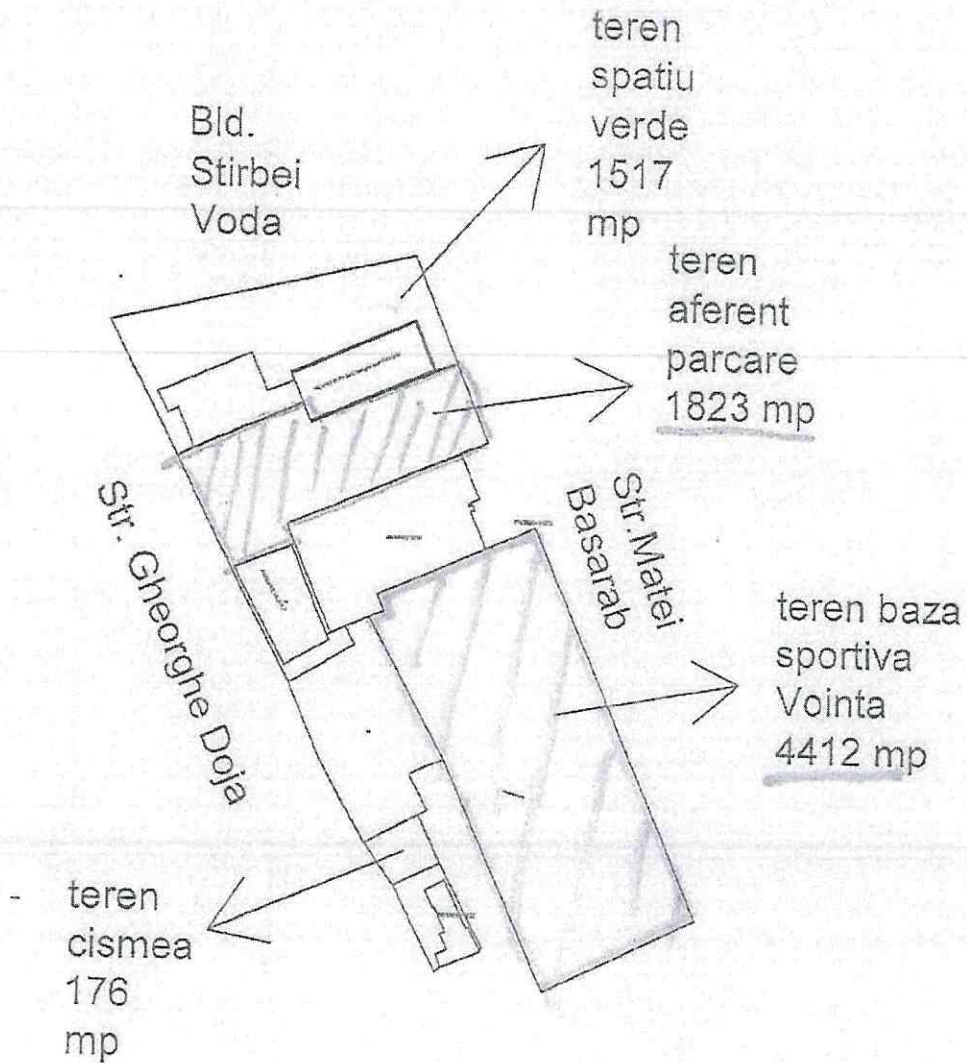 teren
spatiu
verde
1517
mp
Bld.
Stirbei
Voda
teren
aferent
parcare
1823 mp
Str. Gheorghe Doja
Str.Matei
Basarab
teren baza
sportiva
Vointa
4412 mp
teren
cismea
176
mp